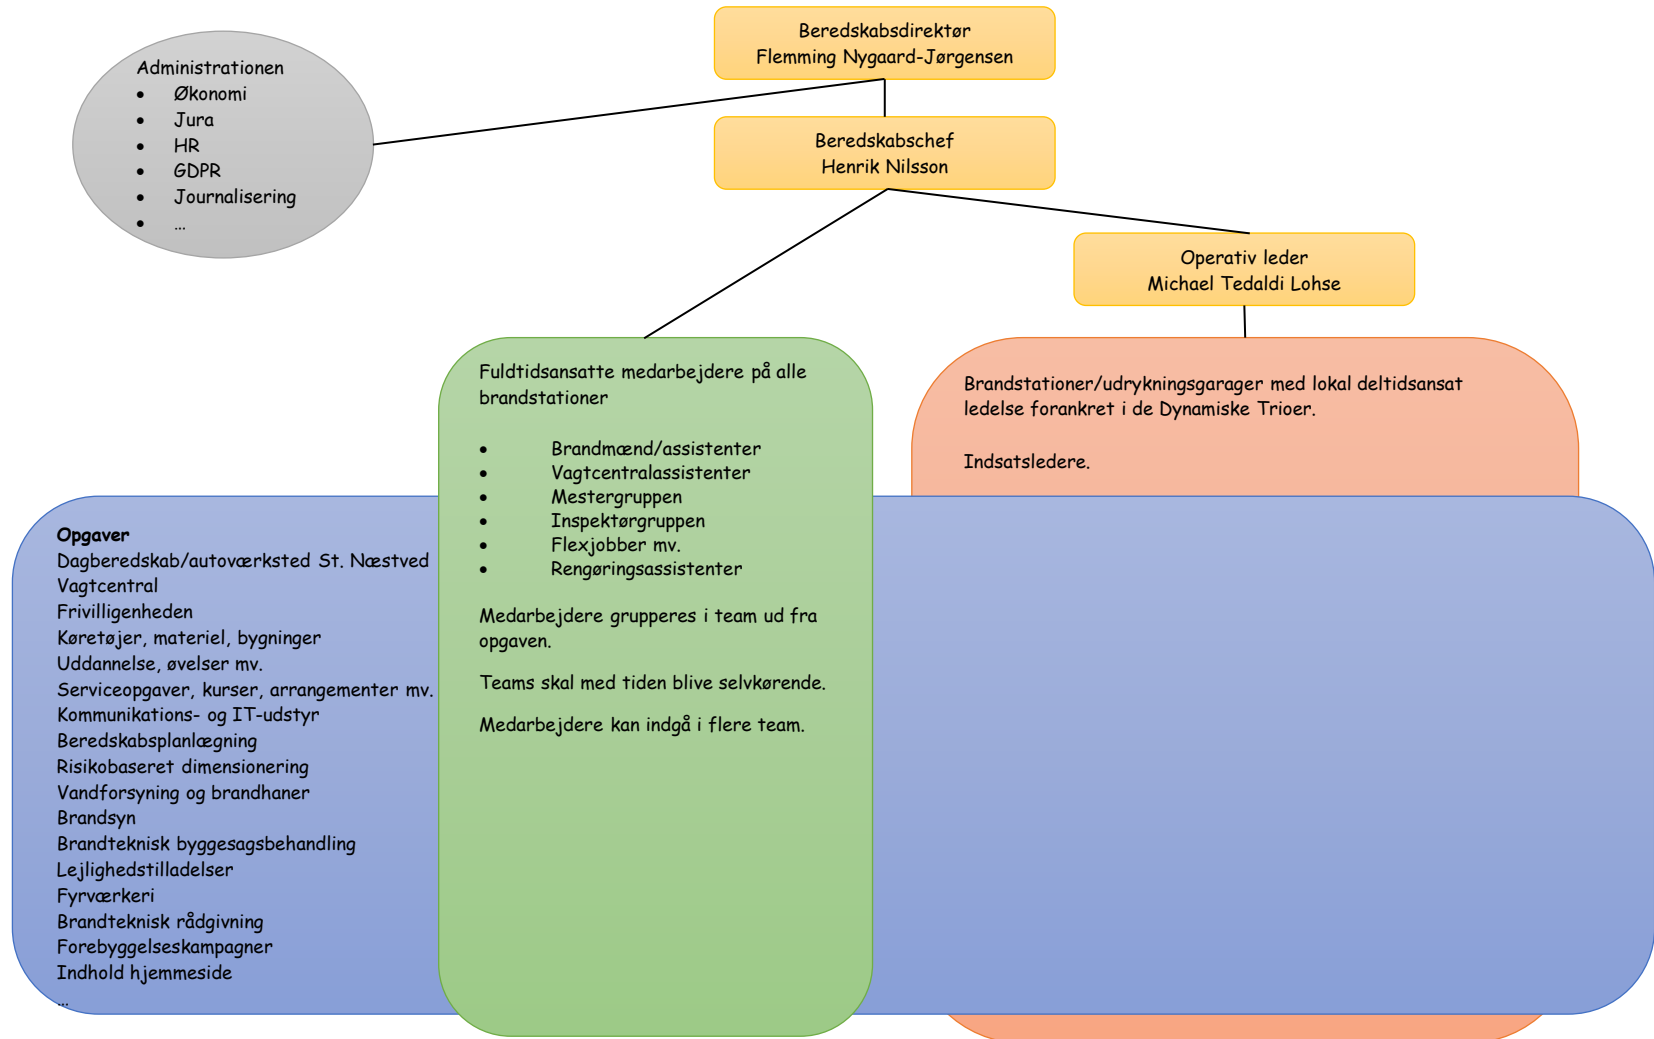 Beredskabsdirektør
Flemming Nygaard-Jørgensen
Administrationen
• Økonomi
• Jura
• HR
• GDPR
• Journalisering
• …
Beredskabschef
Henrik Nilsson
Operativ leder
Michael Tedaldi Lohse
Fuldtidsansatte medarbejdere på alle
brandstationer
• Brandmænd/assistenter
• Vagtcentralassistenter
• Mestergruppen
• Inspektørgruppen
• Flexjobber mv.
• Rengøringsassistenter
Medarbejdere grupperes i team ud fra
opgaven.
Teams skal med tiden blive selvkørende.
Medarbejdere kan indgå i flere team.
Brandstationer/udrykningsgarager med lokal deltidsansat
ledelse forankret i de Dynamiske Trioer.
Indsatsledere.
Opgaver
Dagberedskab/autoværksted St. Næstved
Vagtcentral
Frivilligenheden
Køretøjer, materiel, bygninger
Uddannelse, øvelser mv.
Serviceopgaver, kurser, arrangementer mv.
Kommunikations- og IT-udstyr
Beredskabsplanlægning
Risikobaseret dimensionering
Vandforsyning og brandhaner
Brandsyn
Brandteknisk byggesagsbehandling
Lejlighedstilladelser
Fyrværkeri
Brandteknisk rådgivning
Forebyggelseskampagner
Indhold hjemmeside
…